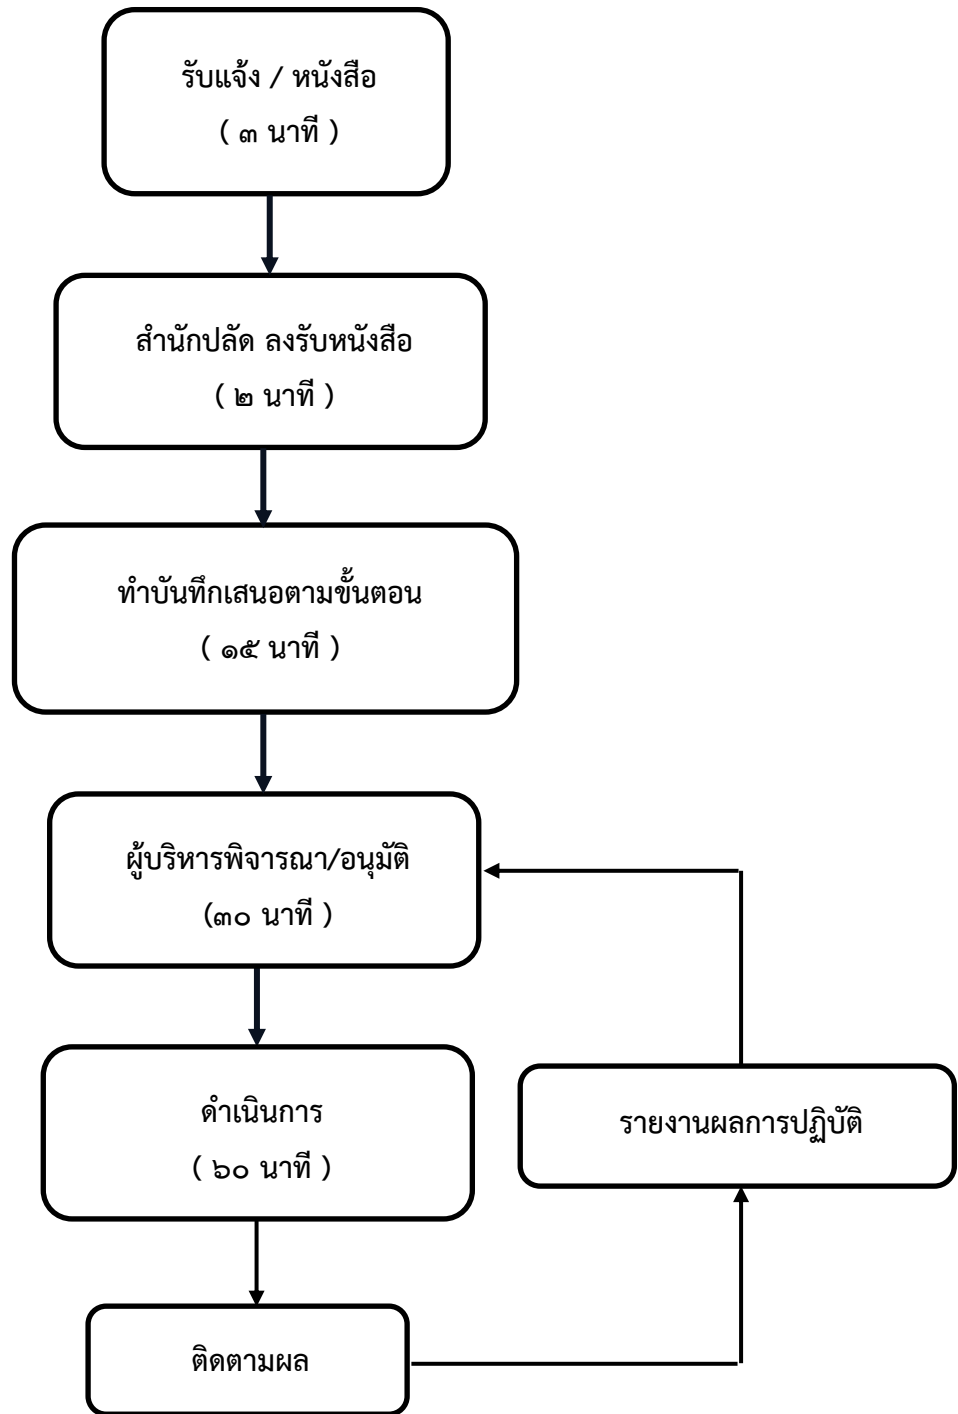 รับแจ้ง / หนังสือ
( ๓ นาที )
สำนักปลัด ลงรับหนังสือ
( ๒ นาที )
ทำบันทึกเสนอตามขั้นตอน
( ๑๕ นาที )
ผู้บริหารพิจารณา/อนุมัติ
(๓๐ นาที )
ดำเนินการ
( ๖๐ นาที )
รายงานผลการปฏิบัติ
ติดตามผล